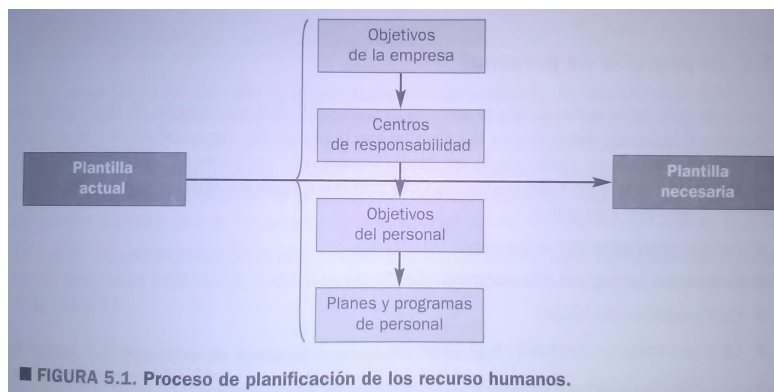 Objetivos
de la empresa
Centros
de responsabilidad
Plantilla
actual
Plantilla
necesaria
Objetivos
del personal
Planes y programas
de personal
■ FIGURA 5.1. Proceso de planificación de los recurso humanos.